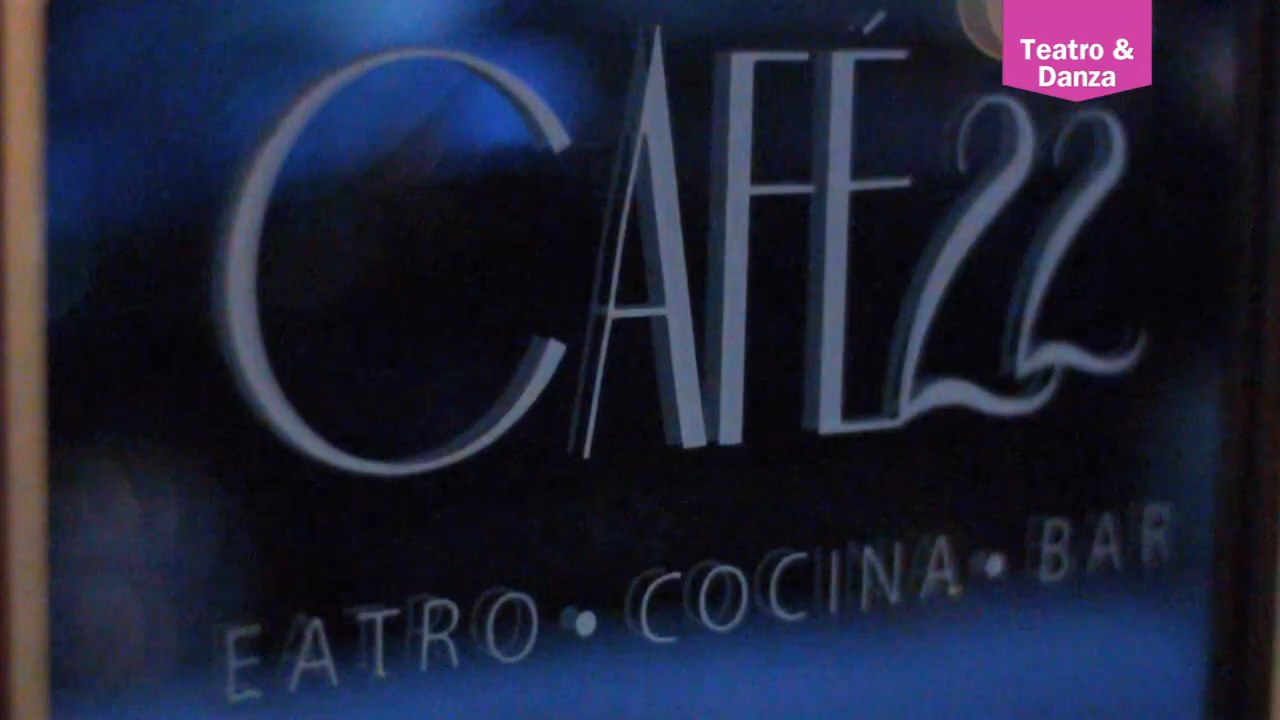 Teatro &
Danza
CAFÉ 22
EATRO • COCINA • BAR